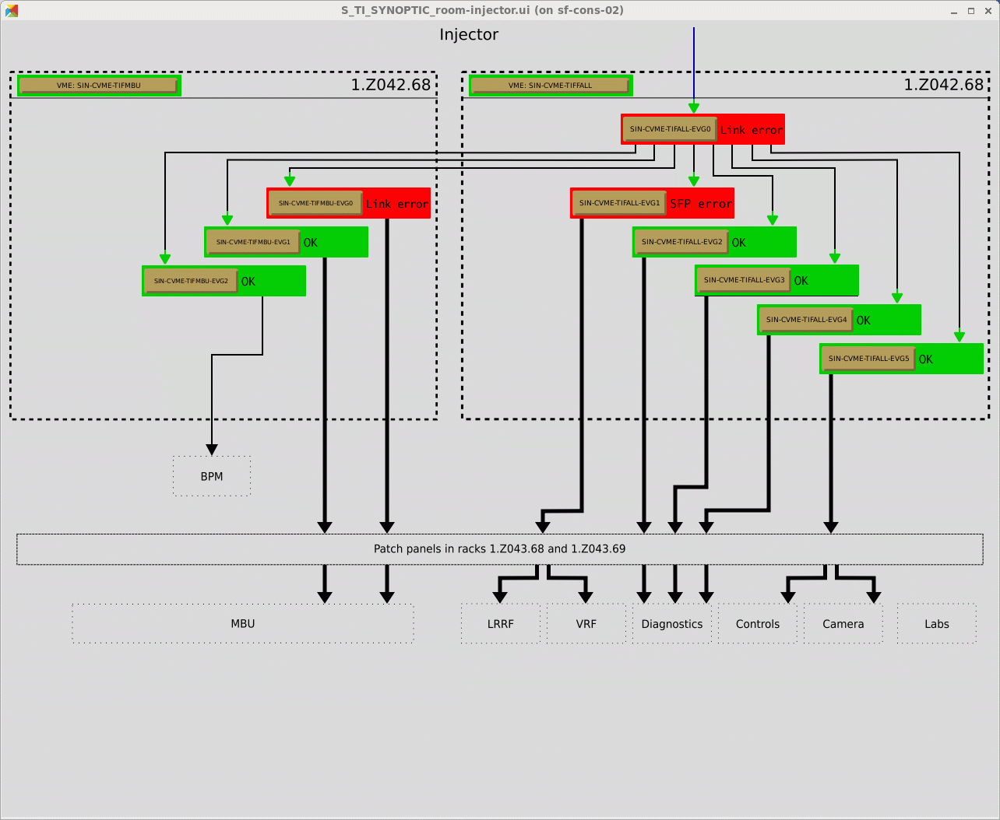 S_TI_SYNOPTIC_room-injector.ui (on sf-cons-02)
Injector
VME: SIN-CVME-TIFMBU
1.Z042.68
VME: SIN-CVME-TIFFALL
1.Z042.68
SIN-CVME-TIFALL-EVG0 Link error
SIN-CVME-TIFMBU-EVG0 Link error
SIN-CVME-TIFALL-EVG1 SFP error
SIN-CVME-TIFMBU-EVG1 OK
SIN-CVME-TIFALL-EVG2 OK
SIN-CVME-TIFMBU-EVG2 OK
SIN-CVME-TIFALL-EVG3 OK
SIN-CVME-TIFALL-EVG4 OK
SIN-CVME-TIFALL-EVG5 OK
BPM
Patch panels in racks 1.Z043.68 and 1.Z043.69
MBU
LRRF
VRF
Diagnostics
Controls
Camera
Labs